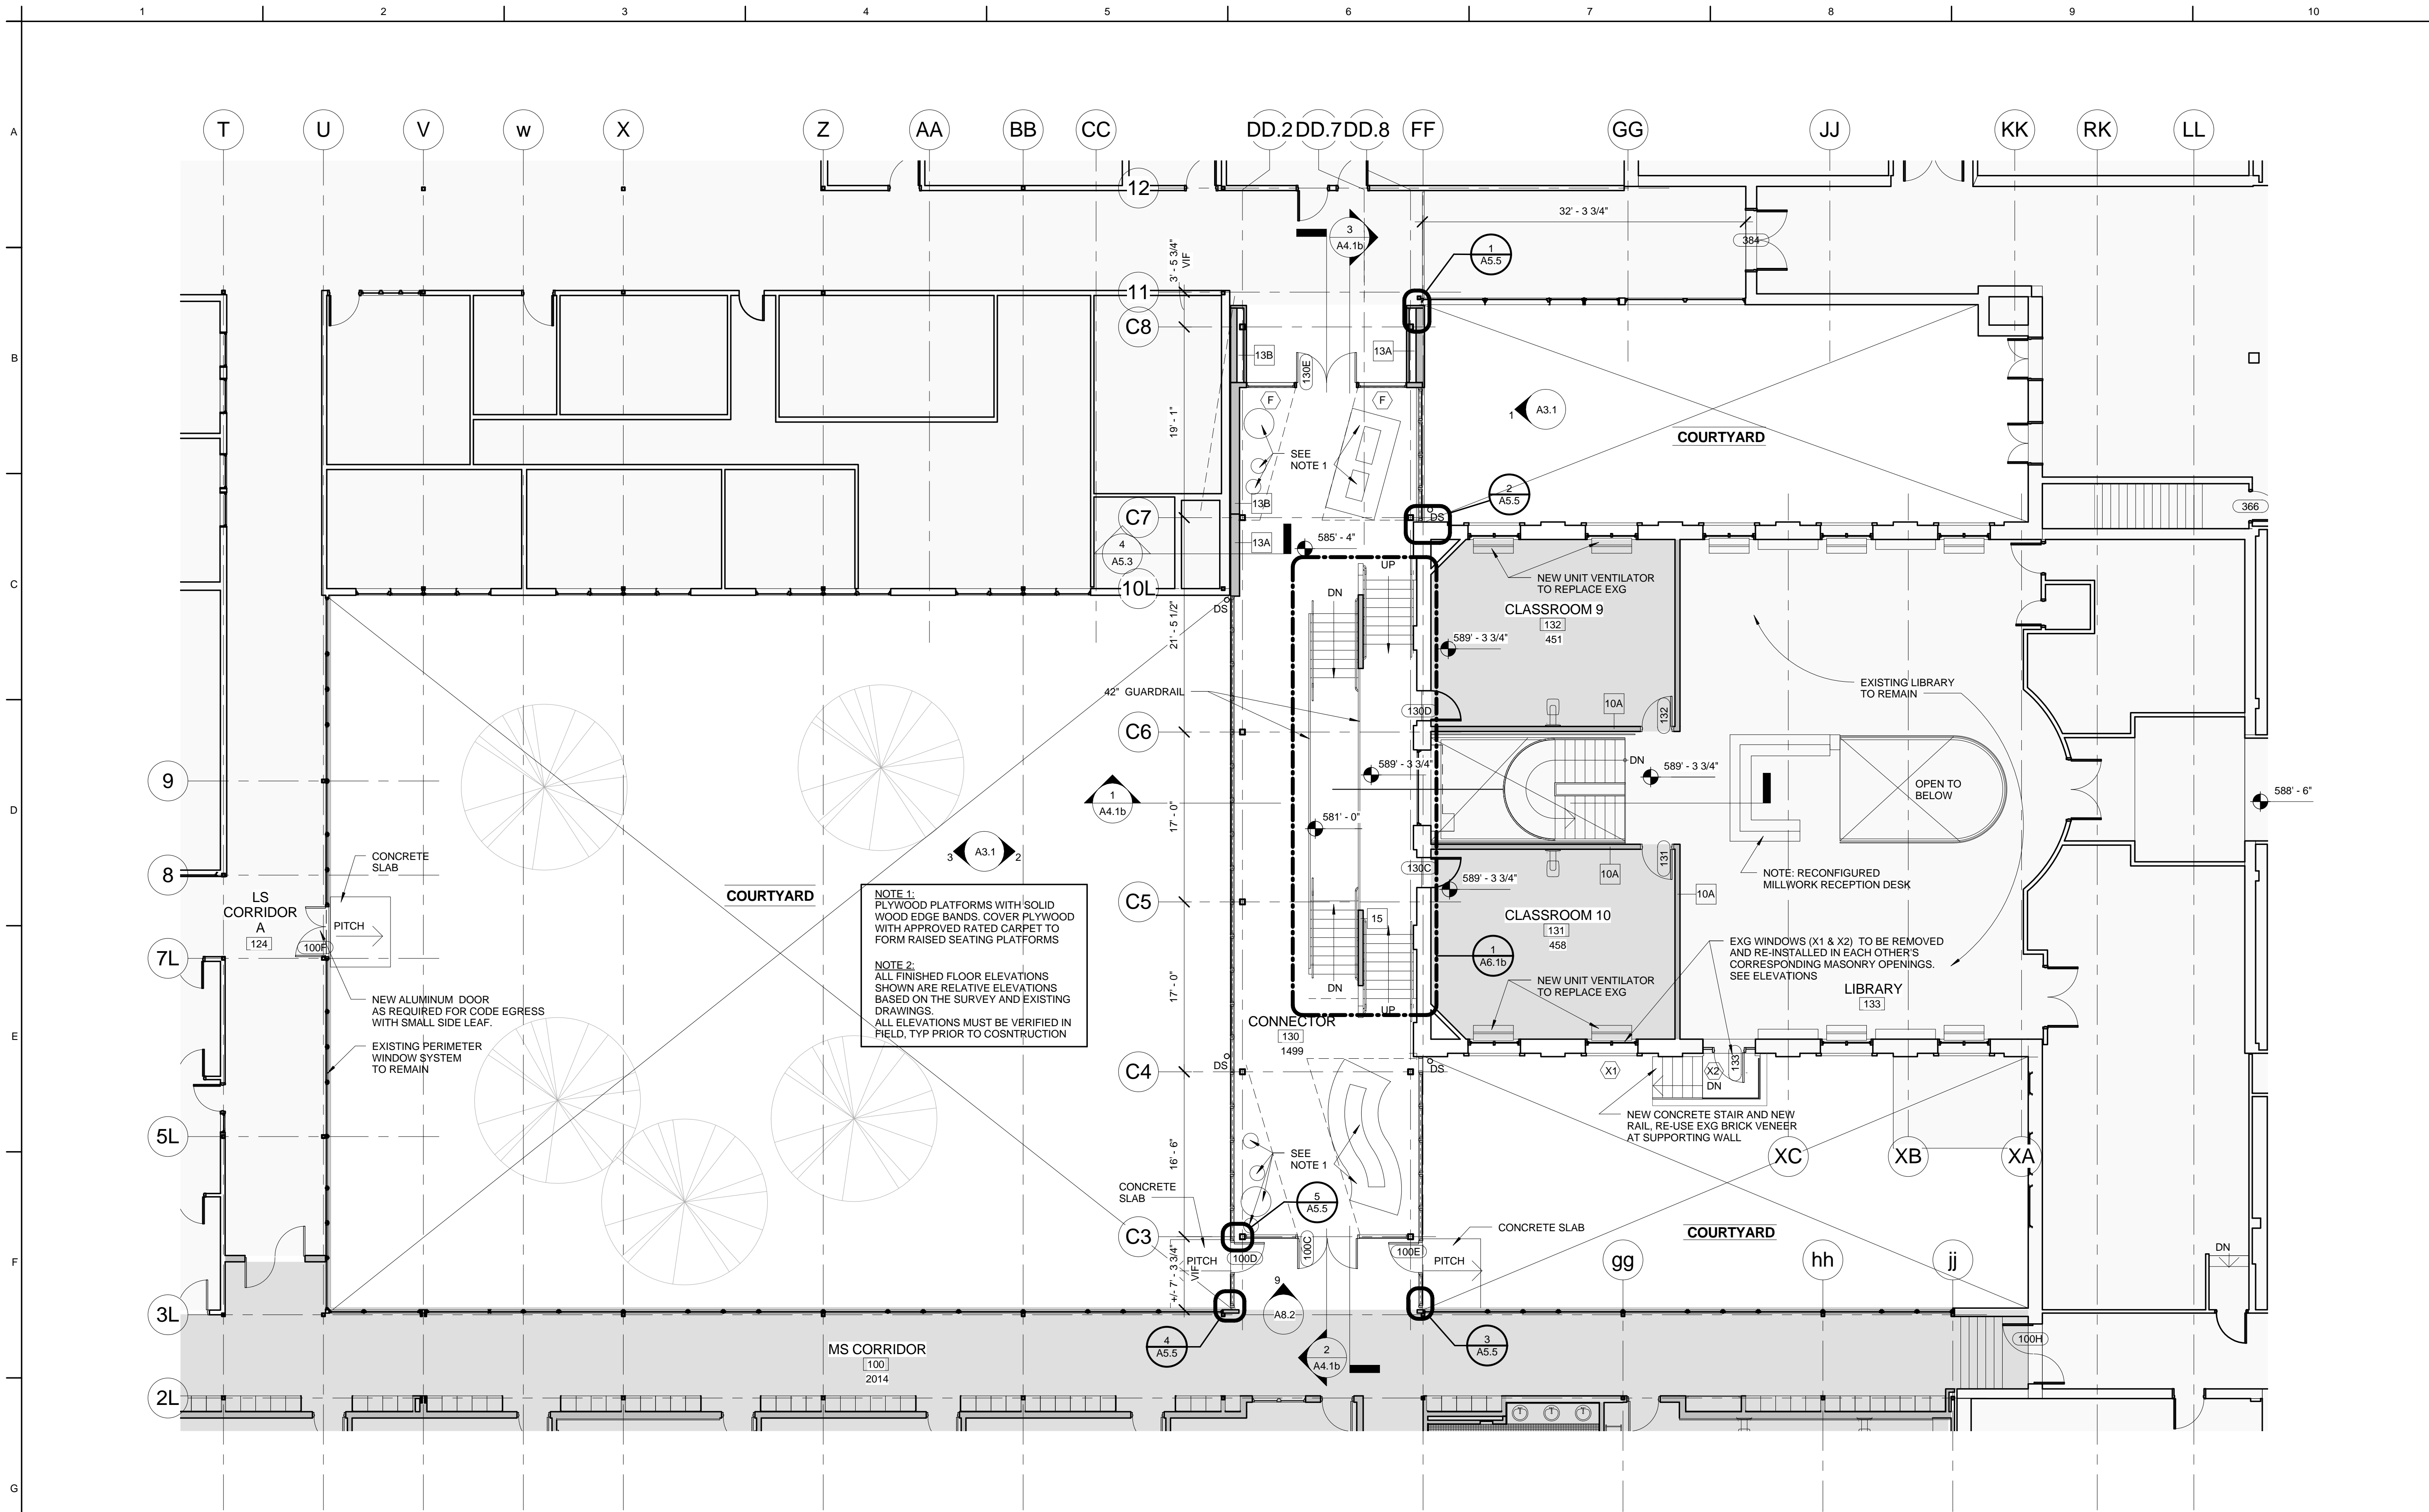 1 2 3 4 5 6 7 8 9 10
A
T U V w X Z AA BB CC DD.2 DD.7 DD.8 FF GG JJ KK RK LL
12
32' - 3 3/4"
3
A4.1b
384
1
A5.5
3' - 5 3/4"
VIF
11
C8
B
13B
130E
13A
F
F
19' - 1"
1
A3.1
COURTYARD
SEE
NOTE 1
2
A5.5
13B
366
C7
DS
585' - 4"
13A
4
A5.3
C
UP
NEW UNIT VENTILATOR
TO REPLACE EXG
10L
DN
DS
CLASSROOM 9
132
451
21' - 5 1/2"
589' - 3 3/4"
42" GUARDRAIL
EXISTING LIBRARY
TO REMAIN
10A
132
130D
C6
9
589' - 3 3/4"
DN
589' - 3 3/4"
OPEN TO
BELOW
588' - 6"
1
A4.1b
D
17' - 0"
581' - 0"
3
A3.1
2
CONCRETE
SLAB
8
130C
131
10A
NOTE: RECONFIGURED
MILLWORK RECEPTION DESK
589' - 3 3/4"
10A
LS
CORRIDOR
A
124
COURTYARD
NOTE 1:
PLYWOOD PLATFORMS WITH SOLID
WOOD EDGE BANDS. COVER PLYWOOD
WITH APPROVED RATED CARPET TO
FORM RAISED SEATING PLATFORMS
NOTE 2:
ALL FINISHED FLOOR ELEVATIONS
SHOWN ARE RELATIVE ELEVATIONS
BASED ON THE SURVEY AND EXISTING
DRAWINGS.
ALL ELEVATIONS MUST BE VERIFIED IN
FIELD, TYP PRIOR TO COSNTRUCTION
C5
15
CLASSROOM 10
131
458
PITCH
100F
7L
1
A6.1b
EXG WINDOWS (X1 & X2) TO BE REMOVED
AND RE-INSTALLED IN EACH OTHER'S
CORRESPONDING MASONRY OPENINGS.
SEE ELEVATIONS
17' - 0"
DN
NEW UNIT VENTILATOR
TO REPLACE EXG
LIBRARY
133
NEW ALUMINUM DOOR
AS REQUIRED FOR CODE EGRESS
WITH SMALL SIDE LEAF.
UP
CONNECTOR
130
1499
E
EXISTING PERIMETER
WINDOW SYSTEM
TO REMAIN
DS
C4
DS
X1
X2
133
DN
NEW CONCRETE STAIR AND NEW
RAIL, RE-USE EXG BRICK VENEER
AT SUPPORTING WALL
5L
16' - 6"
SEE
NOTE 1
XC XB XA
CONCRETE
SLAB
5
A5.5
C3
CONCRETE SLAB
COURTYARD
F
PITCH
100D
100C
100E
PITCH
gg hh jj
DN
+/- 7' - 3 3/4"
VIF
9
A8.2
3L
4
A5.5
3
A5.5
2
A4.1b
100H
MS CORRIDOR
100
2014
2L
T T T
G